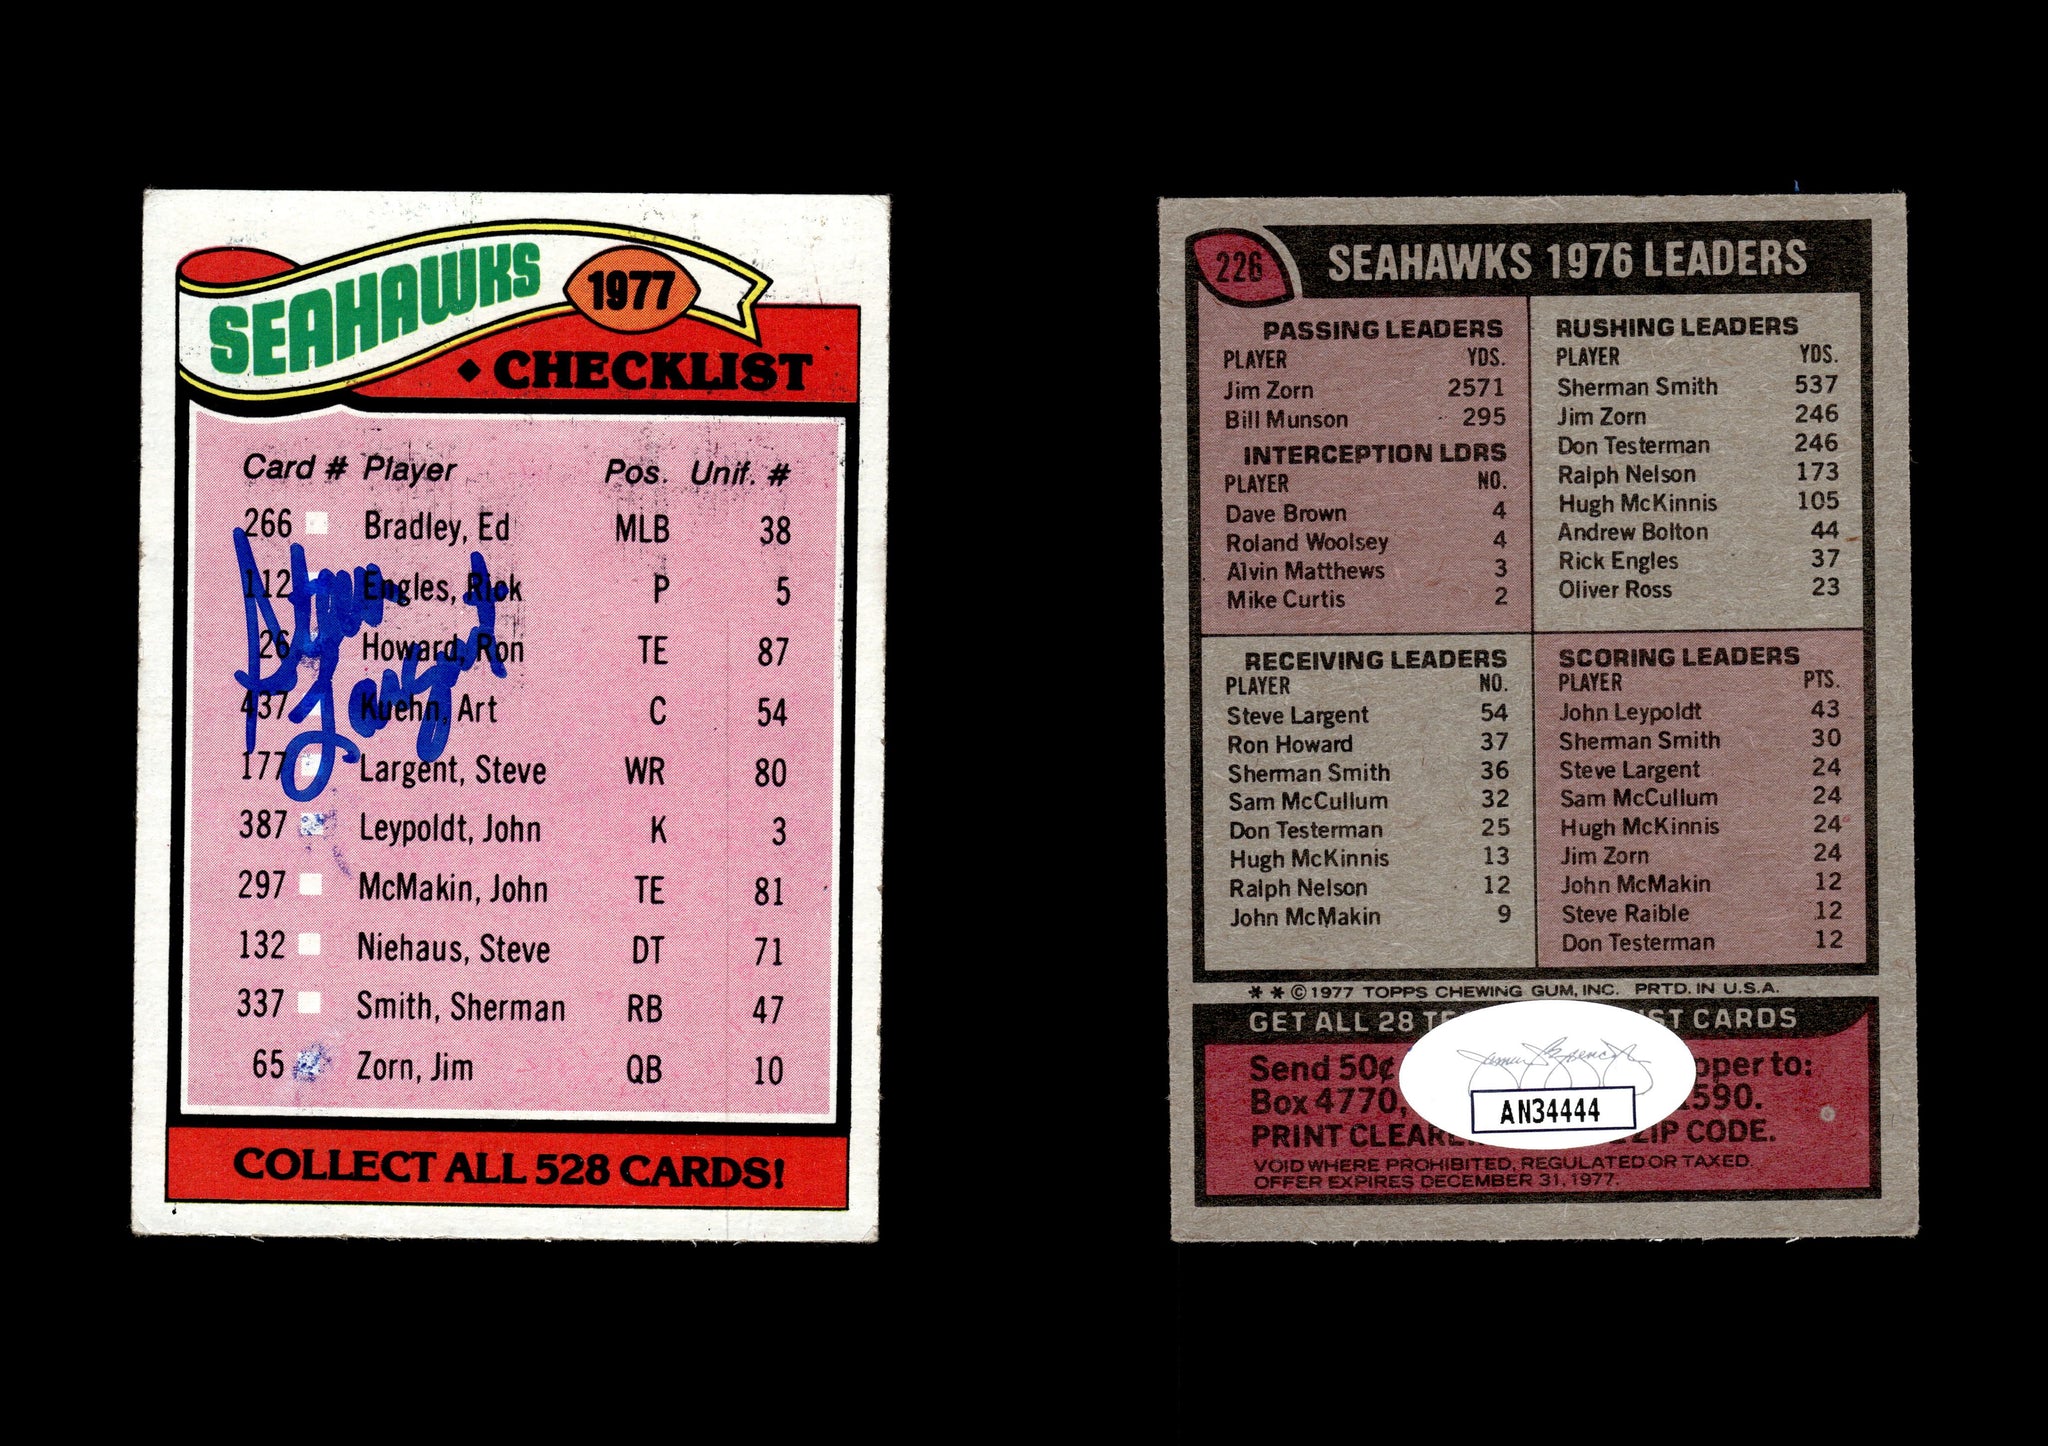 SEAHAWKS 1977
• CHECKLIST
Card # Player Pos. Unif. #
266 Bradley, Ed MLB 38
112 Engles, Rick P 5
26 Howard, Ron TE 87
437 Kuehn, Art C 54
177 Largent, Steve WR 80
387 Leypoldt, John K 3
297 McMakin, John TE 81
132 Niehaus, Steve DT 71
337 Smith, Sherman RB 47
65 Zorn, Jim QB 10
Steve
Largent
COLLECT ALL 528 CARDS!
226 SEAHAWKS 1976 LEADERS
PASSING LEADERS
PLAYER YDS.
Jim Zorn 2571
Bill Munson 295
INTERCEPTION LDRS
PLAYER NO.
Dave Brown 4
Roland Woolsey 4
Alvin Matthews 3
Mike Curtis 2
RUSHING LEADERS
PLAYER YDS.
Sherman Smith 537
Jim Zorn 246
Don Testerman 246
Ralph Nelson 173
Hugh McKinnis 105
Andrew Bolton 44
Rick Engles 37
Oliver Ross 23
RECEIVING LEADERS
PLAYER NO.
Steve Largent 54
Ron Howard 37
Sherman Smith 36
Sam McCullum 32
Don Testerman 25
Hugh McKinnis 13
Ralph Nelson 12
John McMakin 9
SCORING LEADERS
PLAYER PTS.
John Leypoldt 43
Sherman Smith 30
Steve Largent 24
Sam McCullum 24
Hugh McKinnis 24
Jim Zorn 24
John McMakin 12
Steve Raible 12
Don Testerman 12
* * © 1977 TOPPS CHEWING GUM, INC. PRTD. IN U.S.A.
GET ALL 28 CARDS
Send 50¢ to:
Box 4770,
PRINT ZIP CODE.
VOID WHERE PROHIBITED, REGULATED OR TAXED.
OFFER EXPIRES DECEMBER 31, 1977.
James Spence
AN34444